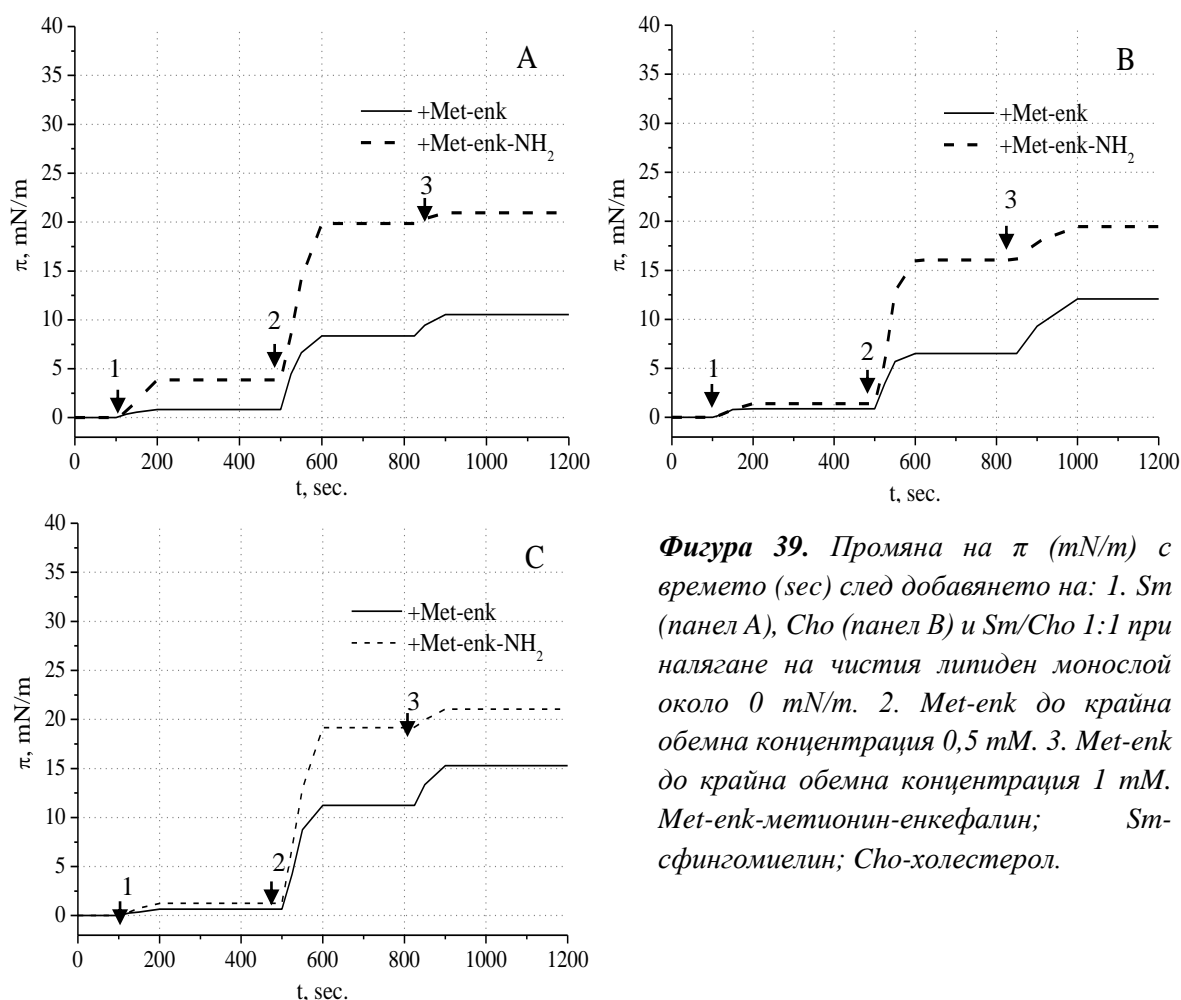 40
35
30
25
20
15
10
5
0
π, mN/m
A
+Met-enk
+Met-enk-NH2
1
2
3
0 200 400 600 800 1000 1200
t, sec.
40
35
30
25
20
15
10
5
0
π, mN/m
B
+Met-enk
+Met-enk-NH2
1
2
3
0 200 400 600 800 1000 1200
t, sec.
40
35
30
25
20
15
10
5
0
π, mN/m
C
+Met-enk
+Met-enk-NH2
1
2
3
0 200 400 600 800 1000 1200
t, sec.
Фигура 39. Промяна на π (mN/m) с
времето (sec) след добавянето на: 1. Sm
(панел А), Cho (панел В) и Sm/Cho 1:1 при
налягане на чистия липиден монослой
около 0 mN/m. 2. Met-enk до крайна
обемна концентрация 0,5 mM. 3. Met-enk
до крайна обемна концентрация 1 mM.
Met-enk-метионин-енкефалин; Sm-
сфингомиелин; Cho-холестерол.